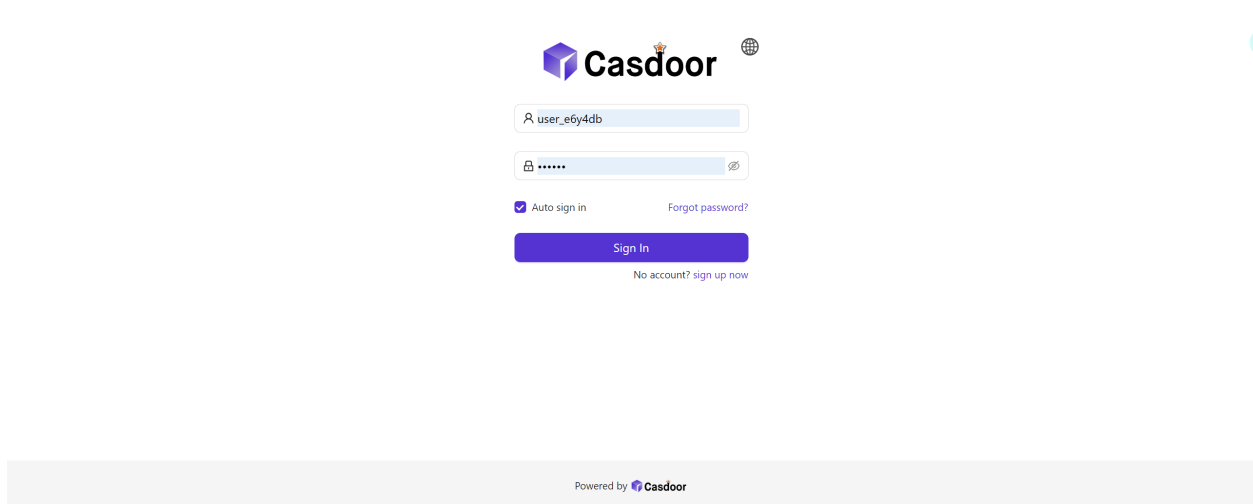 Casdoor
user_e6y4db
••••••
Auto sign in
Forgot password?
Sign In
No account? sign up now
Powered by Casdoor